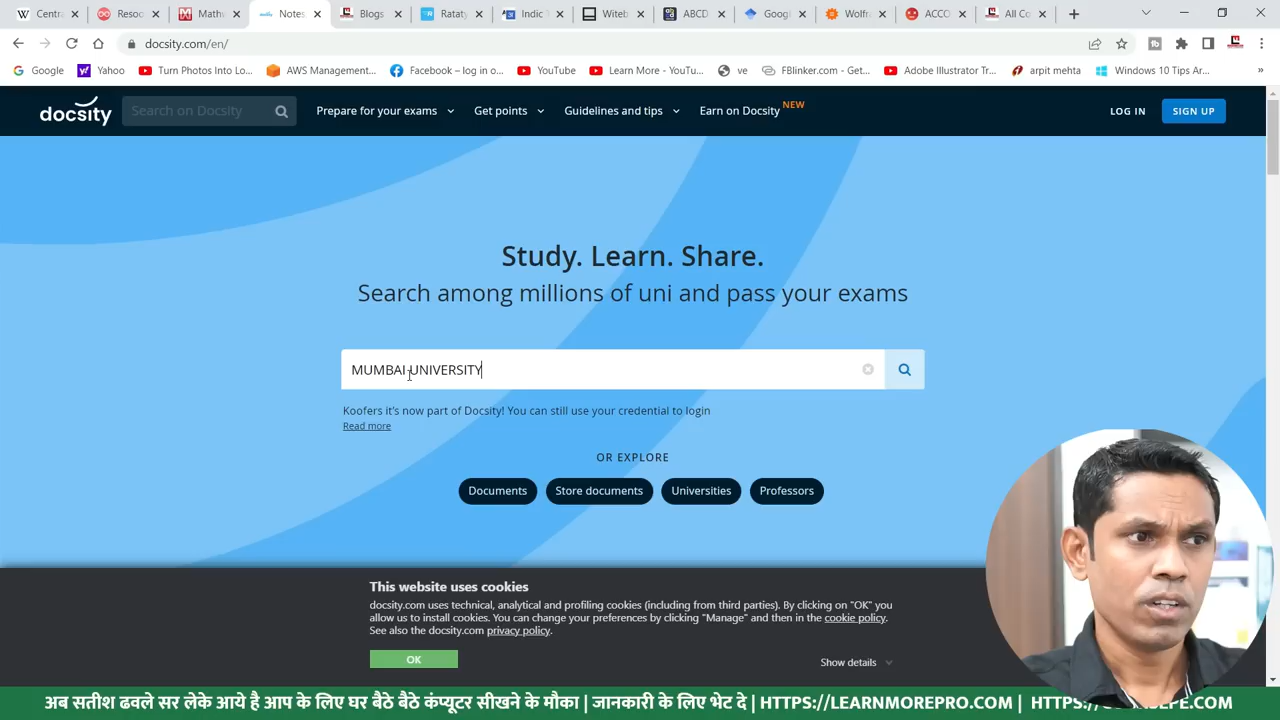 Centr
Resoc
Math
Notes
Blogs
Rataty
Indic
Witeb
ABCD
Googl
Wolfr
ACCO
All Co
docsity.com/en/
Google
Yahoo
Turn Photos Into Lo...
AWS Management...
Facebook – log in o...
YouTube
Learn More - YouTu...
ve
FBlinker.com - Get...
Adobe Illustrator Tr...
arpit mehta
Windows 10 Tips Ar...
»
docsity
Search on Docsity
Prepare for your exams
Get points
Guidelines and tips
Earn on Docsity NEW
LOG IN
SIGN UP
Study. Learn. Share.
Search among millions of uni and pass your exams
MUMBAI UNIVERSITY
Koofers it's now part of Docsity! You can still use your credential to login
Read more
OR EXPLORE
Documents
Store documents
Universities
Professors
This website uses cookies
docsity.com uses technical, analytical and profiling cookies (including from third parties). By clicking on "OK" you
allow us to install cookies. You can change your preferences by clicking "Manage" and then in the cookie policy.
See also the docsity.com privacy policy.
OK
Show details
अब सतीश ढवले सर लेके आये है आप के लिए घर बैठे बैठे कंप्यूटर सीखने के मौका | जानकारी के लिए भेट दे | HTTPS://LEARNMOREPRO.COM |